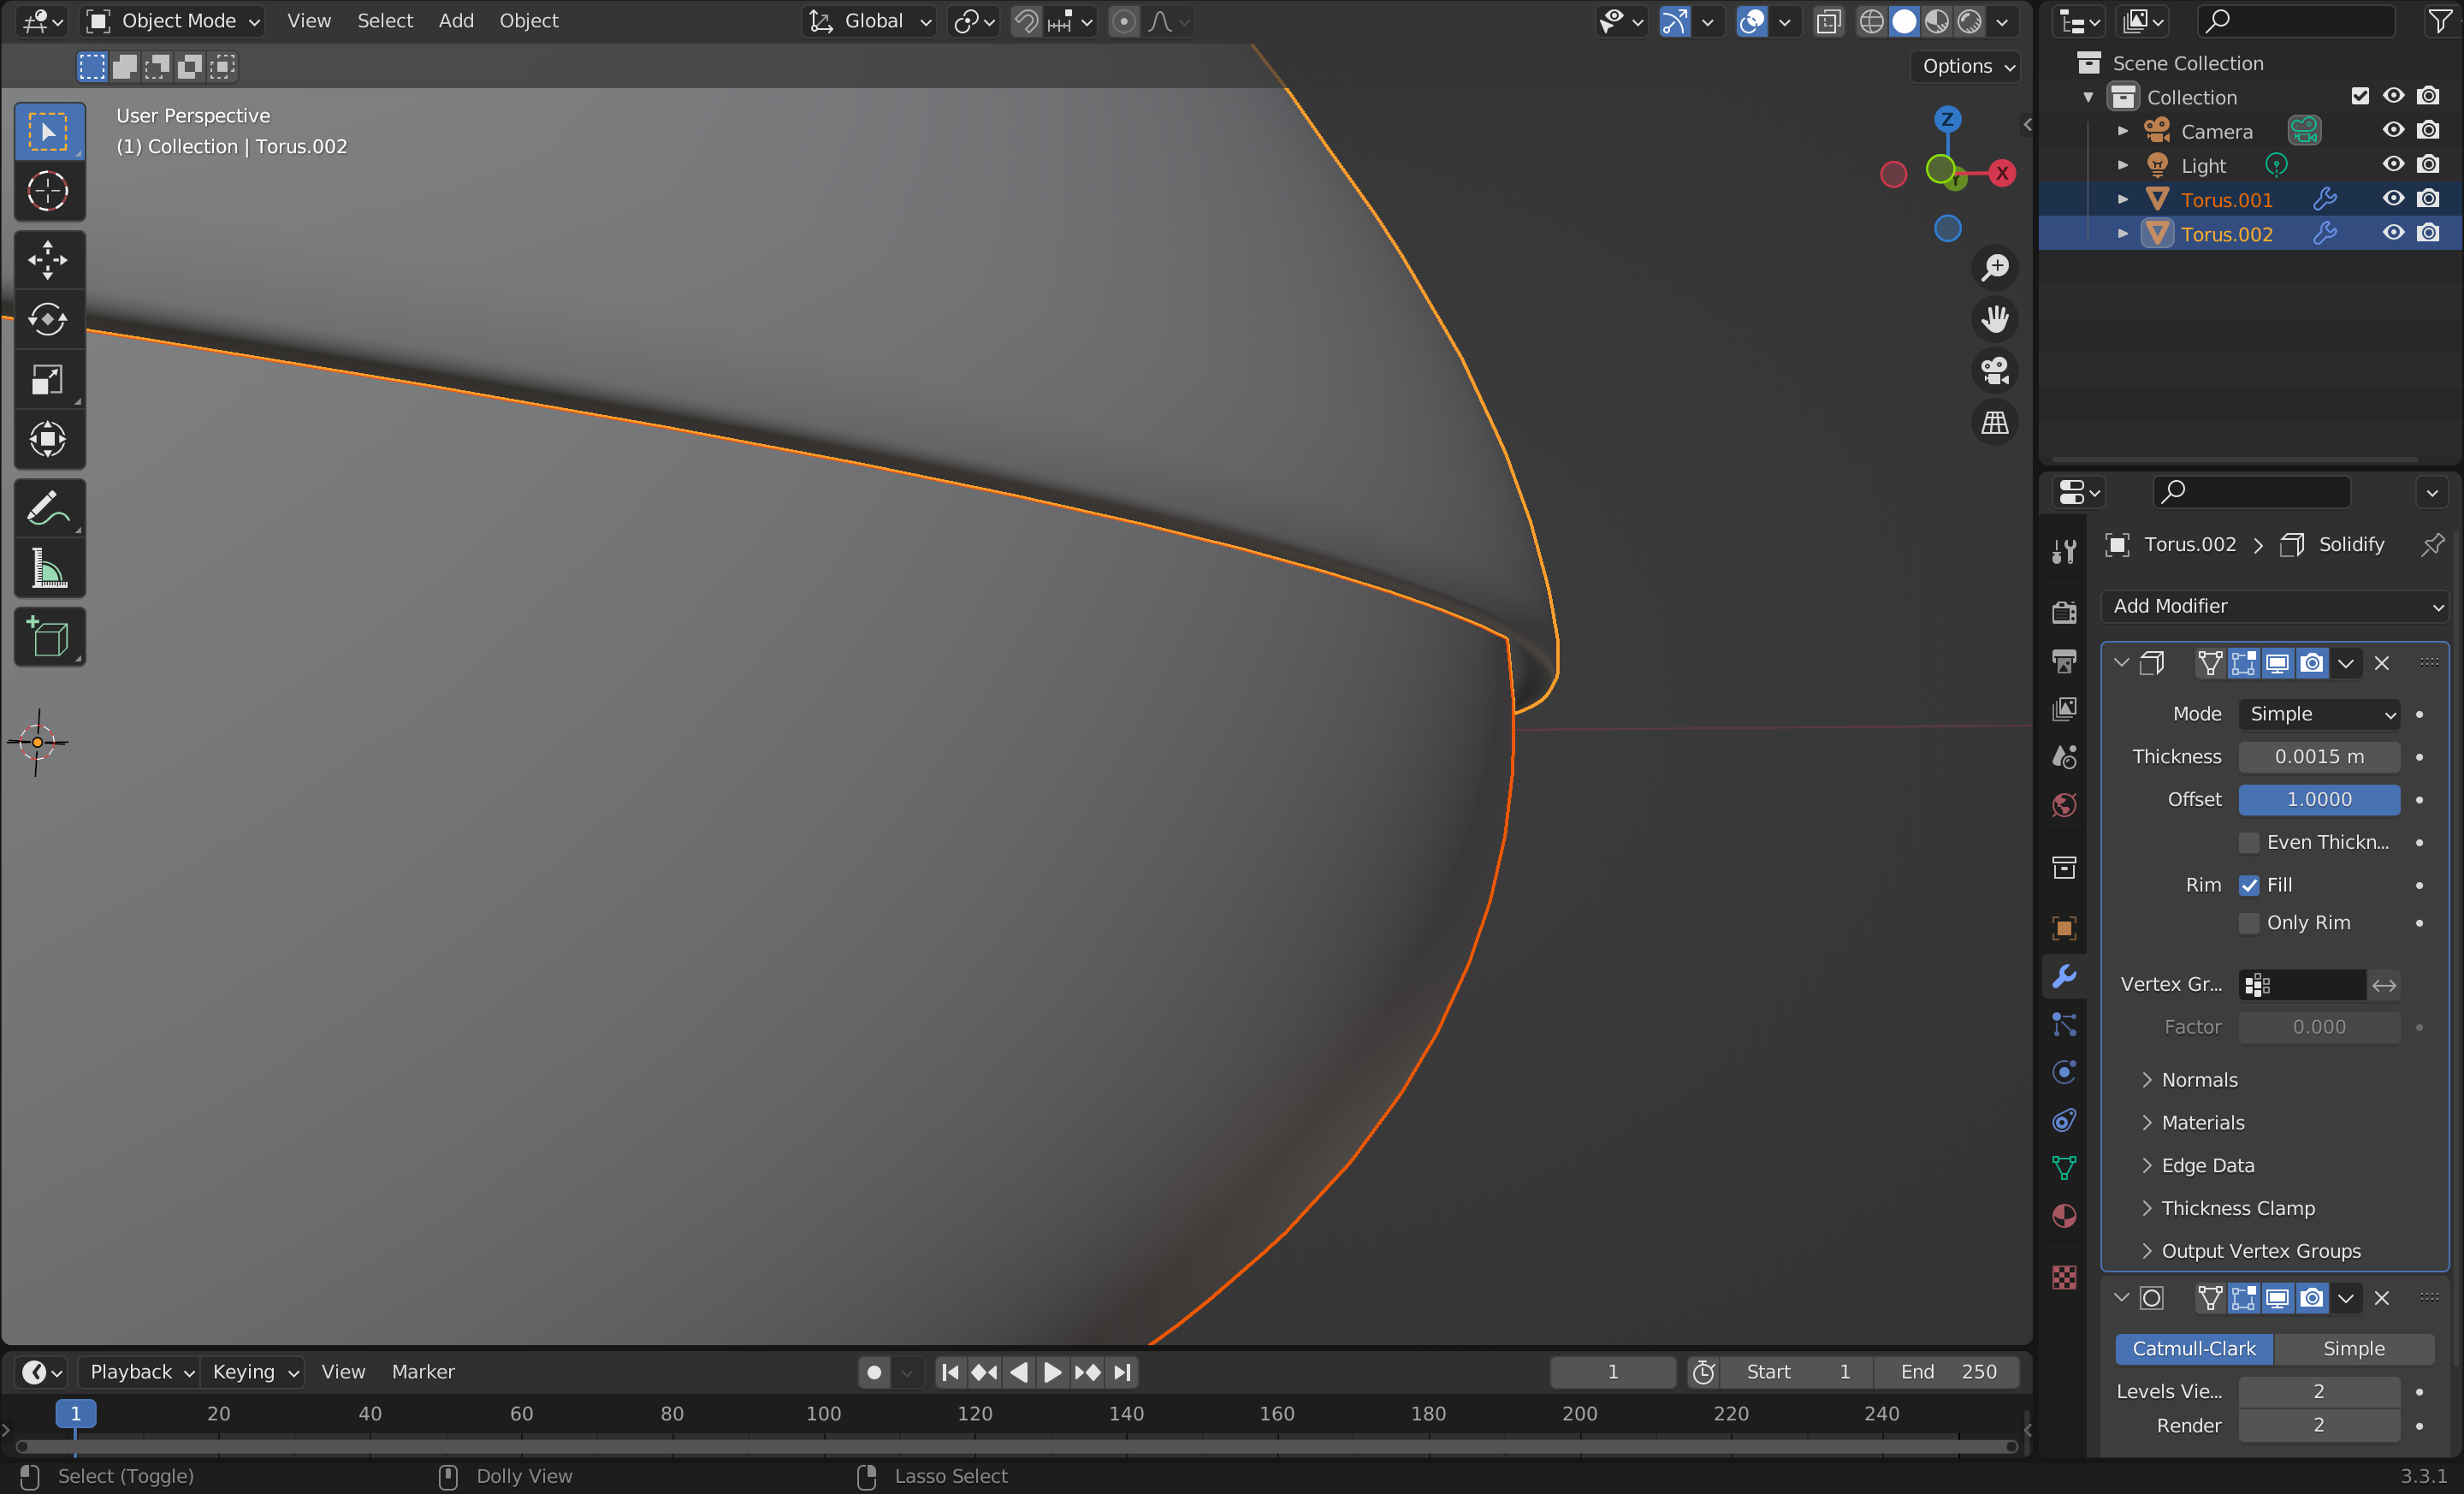 Object Mode View Select Add Object Global
Options
User Perspective
(1) Collection | Torus.002
Z
Y
X
Scene Collection
Collection
Camera
Light
Torus.001
Torus.002
Torus.002 Solidify
Add Modifier
Mode Simple
Thickness 0.0015 m
Offset 1.0000
Even Thickn...
Rim Fill
Only Rim
Vertex Gr...
Factor 0.000
Normals
Materials
Edge Data
Thickness Clamp
Output Vertex Groups
Catmull-Clark Simple
Levels Vie... 2
Render 2
Playback Keying View Marker 1 Start 1 End 250
1 20 40 60 80 100 120 140 160 180 200 220 240
Select (Toggle) Dolly View Lasso Select 3.3.1